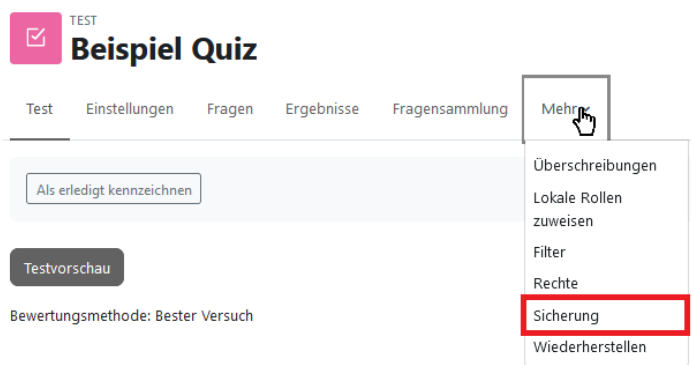 TEST
Beispiel Quiz
Test Einstellungen Fragen Ergebnisse Fragensammlung Mehr
Überschreibungen
Als erledigt kennzeichnen
Lokale Rollen
zuweisen
Filter
Testvorschau
Rechte
Bewertungsmethode: Bester Versuch
Sicherung
Wiederherstellen